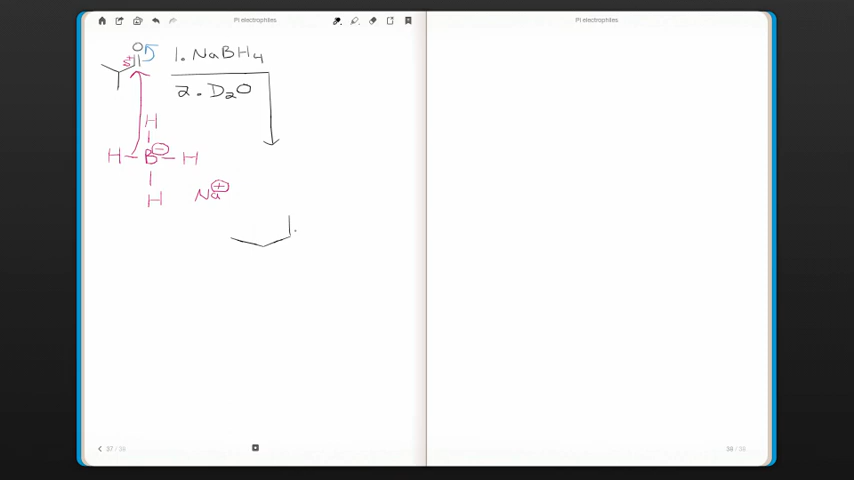 PI electrophiles
PI electrophiles
O
δ+
1. NaBH4
2. D2O
H
H B − H
H
Na +
37 / 38
38 / 38